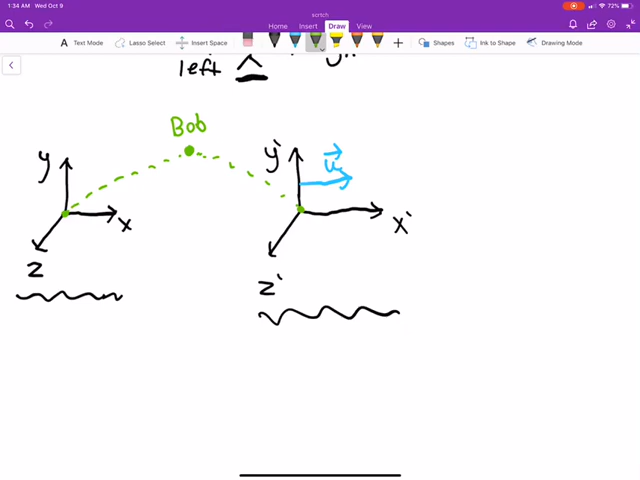 1:34 AM Wed Oct 9
72%
scrtch
Home Insert Draw View
Text Mode Lasso Select Insert Space Shapes Ink to Shape Drawing Mode
left
Bob
y y` u
x x`
z z`